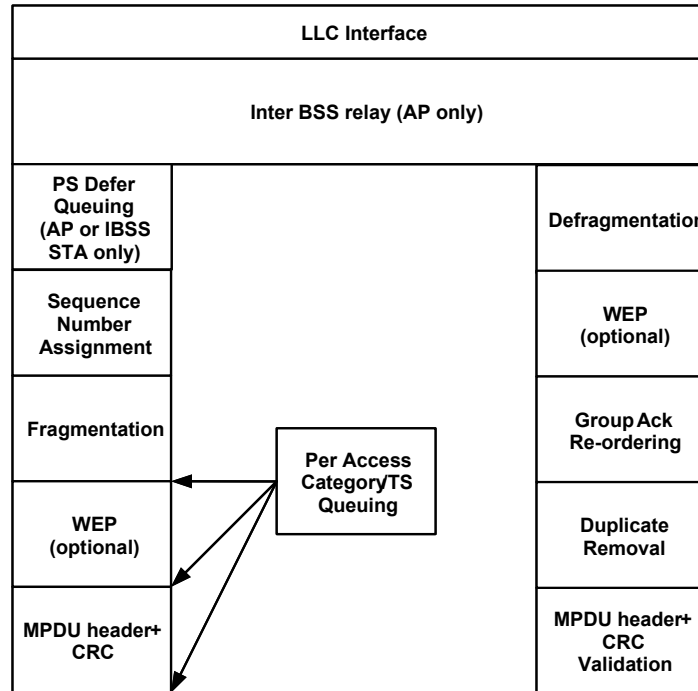 LLC Interface
Inter BSS relay (AP only)
PS Defer
Queuing
(AP or IBSS
STA only)
Defragmentation
Sequence
Number
Assignment
WEP
(optional)
Fragmentation
Group Ack
Re-ordering
Per Access
Category/TS
Queuing
WEP
(optional)
Duplicate
Removal
MPDU header+
CRC
MPDU header+
CRC
Validation